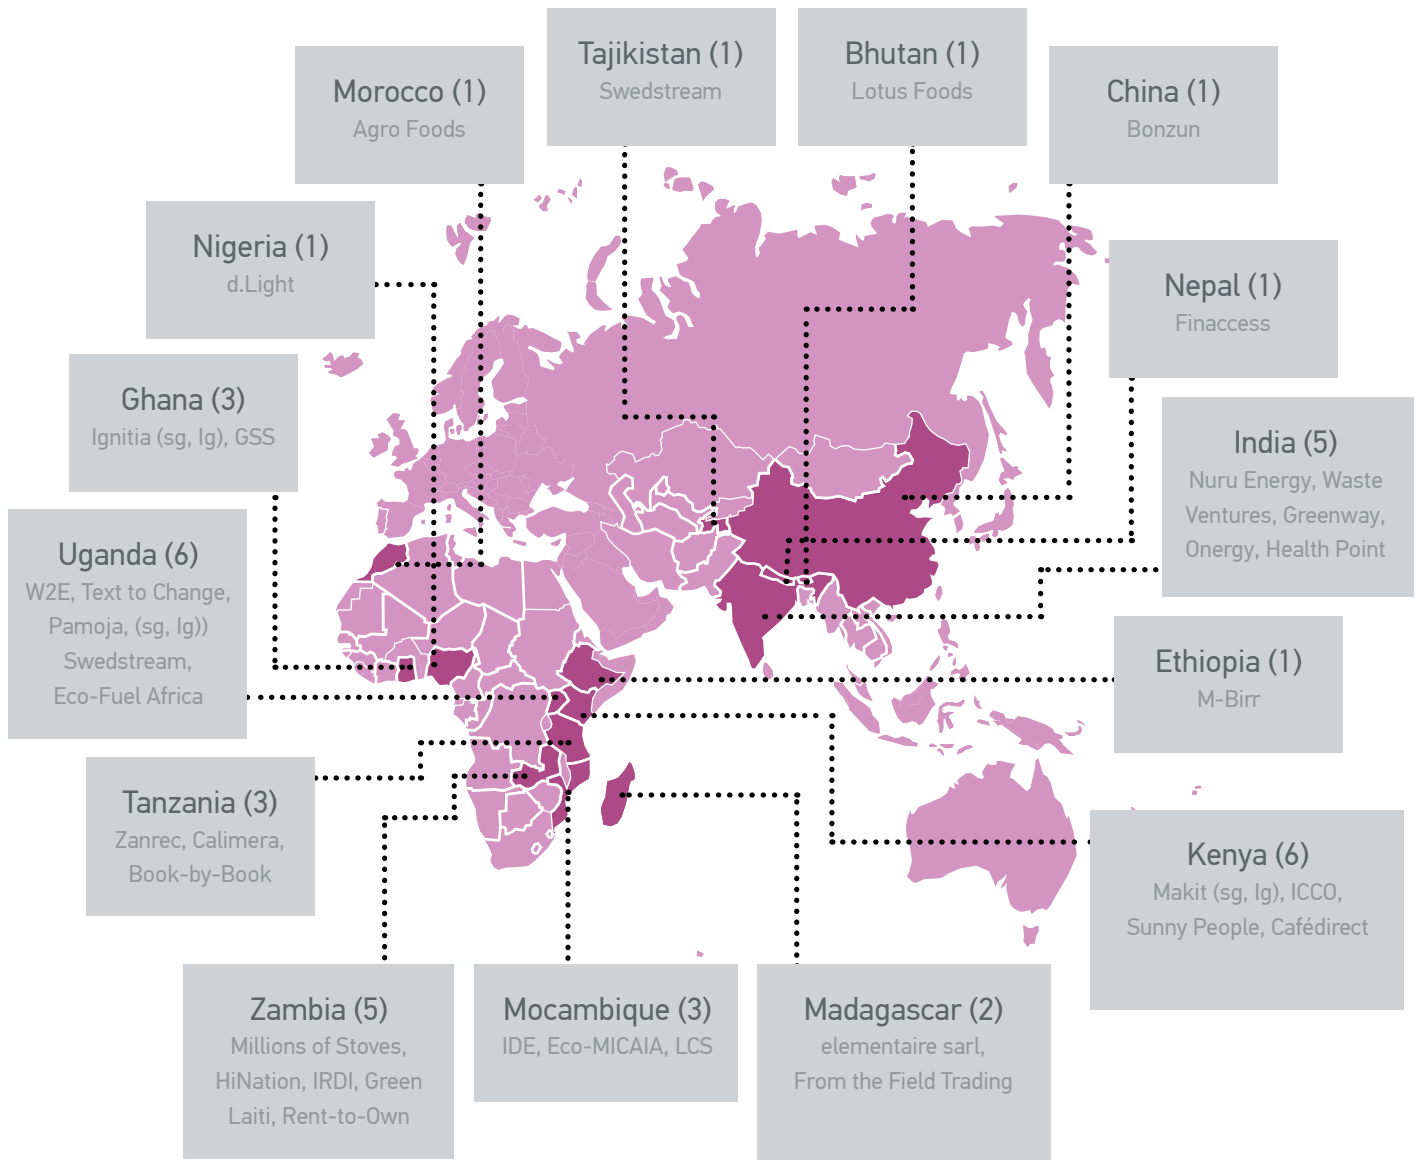 Tajikistan (1)
Swedstream
Bhutan (1)
Lotus Foods
Morocco (1)
Agro Foods
China (1)
Bonzun
Nigeria (1)
d.Light
Nepal (1)
Finaccess
Ghana (3)
Ignitia (sg, lg), GSS
India (5)
Nuru Energy, Waste
Ventures, Greenway,
Onergy, Health Point
Uganda (6)
W2E, Text to Change,
Pamoja, (sg, lg))
Swedstream,
Eco-Fuel Africa
Ethiopia (1)
M-Birr
Tanzania (3)
Zanrec, Calimera,
Book-by-Book
Kenya (6)
Makit (sg, lg), ICCO,
Sunny People, Cafédirect
Zambia (5)
Millions of Stoves,
HiNation, IRDI, Green
Laiti, Rent-to-Own
Mocambique (3)
IDE, Eco-MICAIA, LCS
Madagascar (2)
elementaire sarl,
From the Field Trading